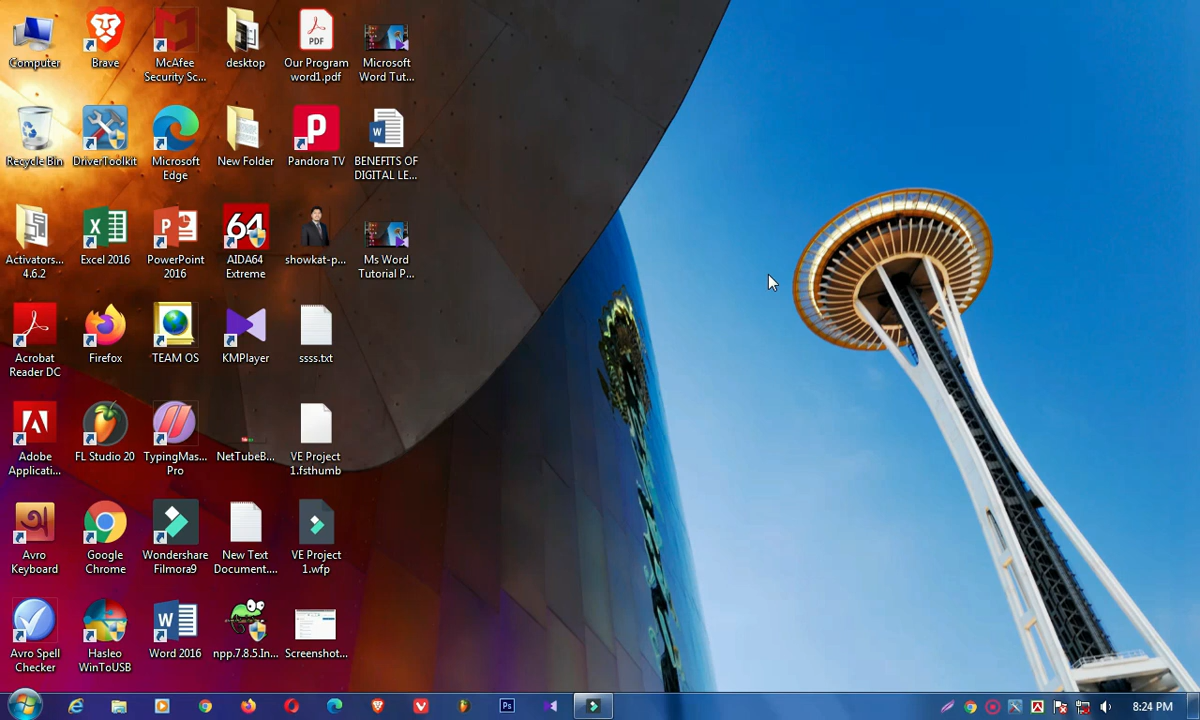 Computer
Brave
McAfee
Security Sc...
desktop
PDF
Our Program
word1.pdf
Microsoft
Word Tut...
Recycle Bin
DriverToolkit
Microsoft
Edge
New Folder
Pandora TV
BENEFITS OF
DIGITAL LE...
Activators...
4.6.2
Excel 2016
PowerPoint
2016
64
AIDA64
Extreme
showkat-p...
Ms Word
Tutorial P...
Acrobat
Reader DC
Firefox
TEAM OS
KMPlayer
ssss.txt
Adobe
Applicati...
FL Studio 20
TypingMas...
Pro
NetTubeB...
VE Project
1.fsthumb
অ
Avro
Keyboard
Google
Chrome
Wondershare
Filmora9
New Text
Document....
VE Project
1.wfp
Avro Spell
Checker
Hasleo
WinToUSB
Word 2016
npp.7.8.5.In...
Screenshot...
Ps
8:24 PM